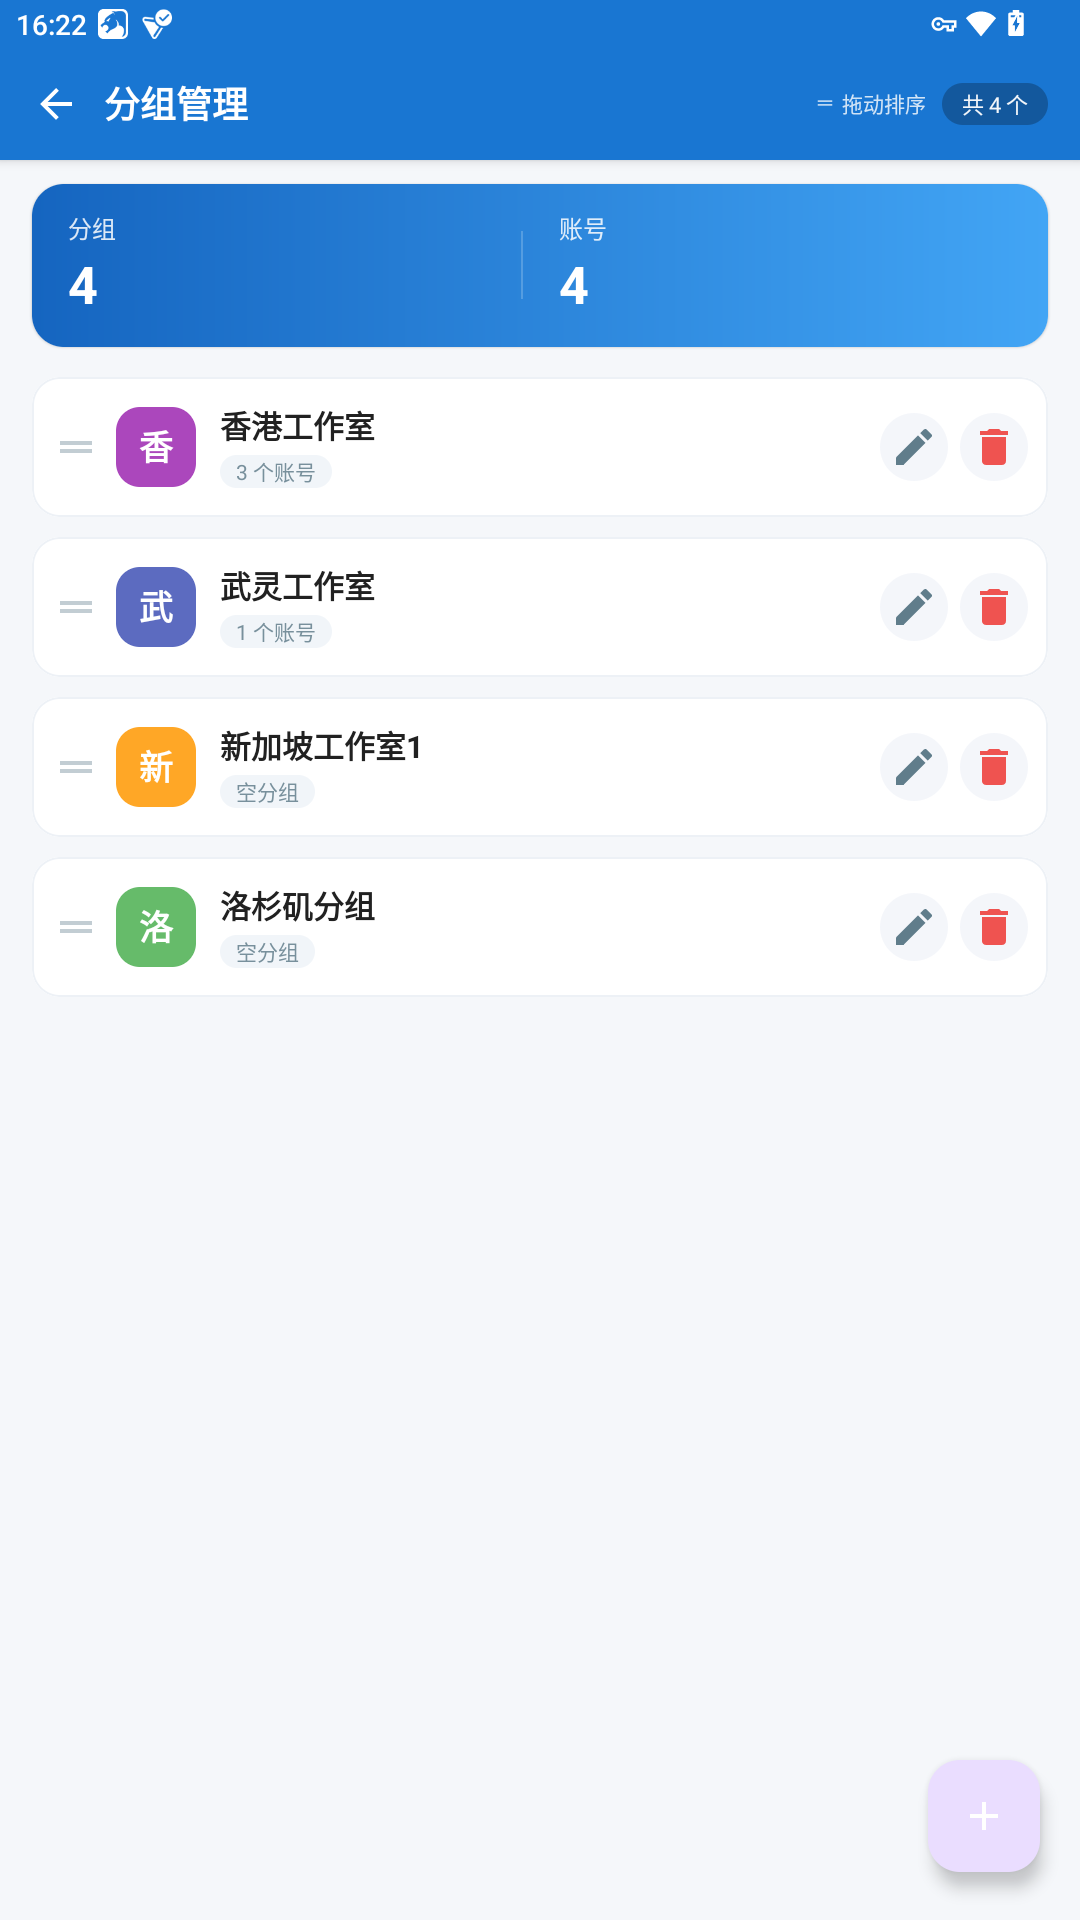 16:22
分组管理
拖动排序
共 4 个
分组
4
账号
4
香
香港工作室
3 个账号
武
武灵工作室
1 个账号
新
新加坡工作室1
空分组
洛
洛杉矶分组
空分组